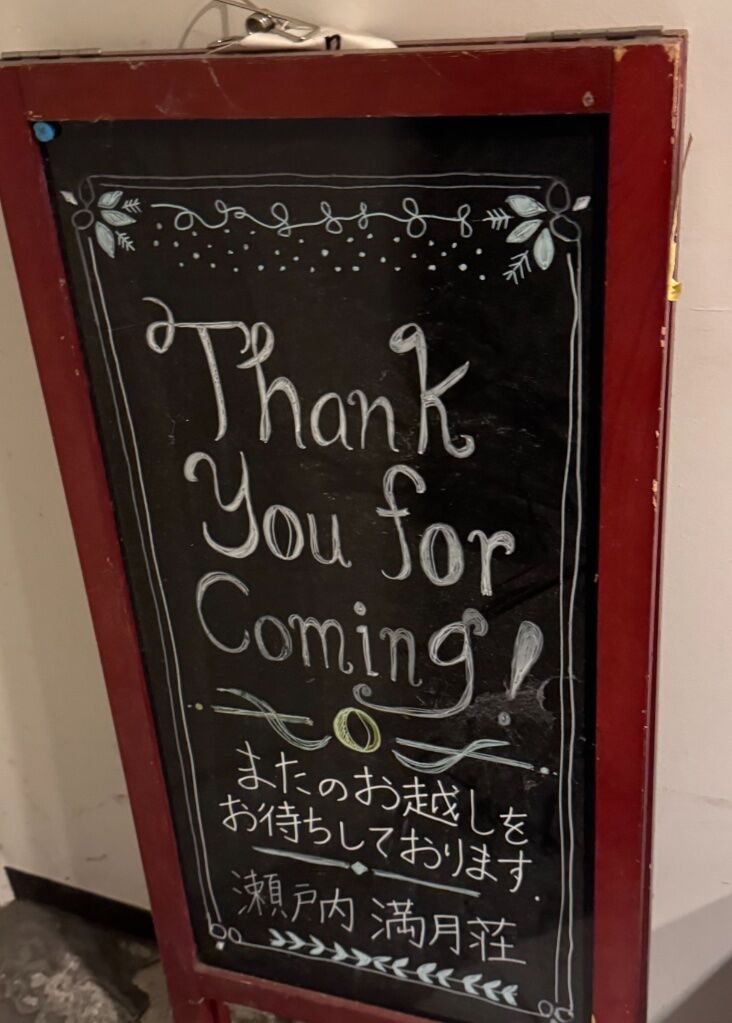 Thank
You for
Coming!
またのお越しを
お待ちしております.
瀬戸内 満月荘